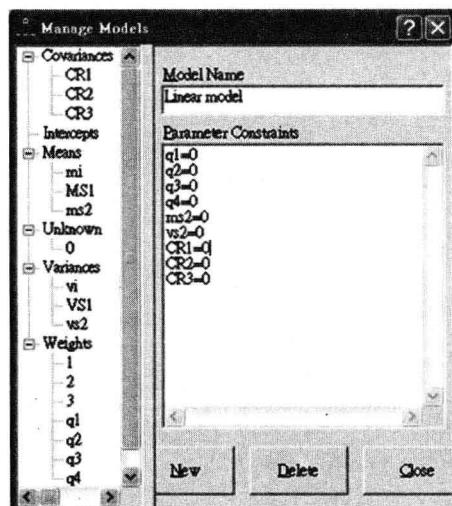 Manage Models
Covariances
CR1
CR2
CR3
Intercepts
Means
mi
MS1
ms2
Unknown
0
Variances
vi
VS1
vs2
Weights
1
2
3
q1
q2
q3
q4
Model Name
Linear model
Parameter Constraints
q1=0
q2=0
q3=0
q4=0
ms2=0
vs2=0
CR1=0
CR2=0
CR3=0
New
Delete
Close